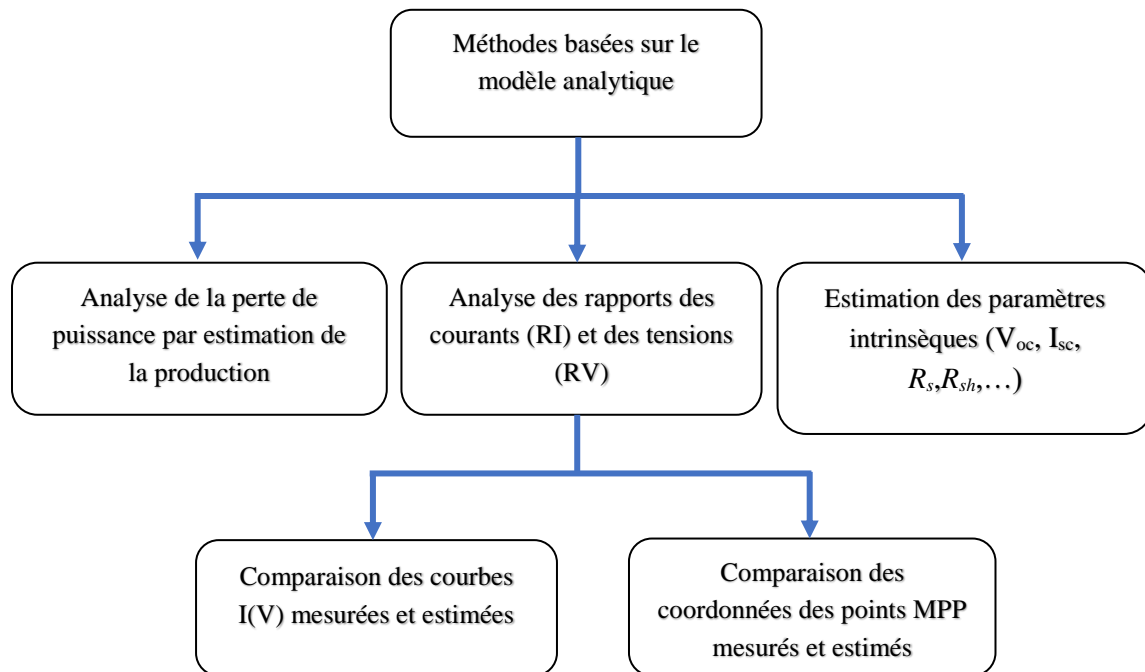 Méthodes basées sur le
modèle analytique
Analyse de la perte de
puissance par estimation de
la production
Analyse des rapports des
courants (RI) et des tensions
(RV)
Estimation des paramètres
intrinsèques (Voc, Isc,
Rs,Rsh,…)
Comparaison des courbes
I(V) mesurées et estimées
Comparaison des
coordonnées des points MPP
mesurés et estimés